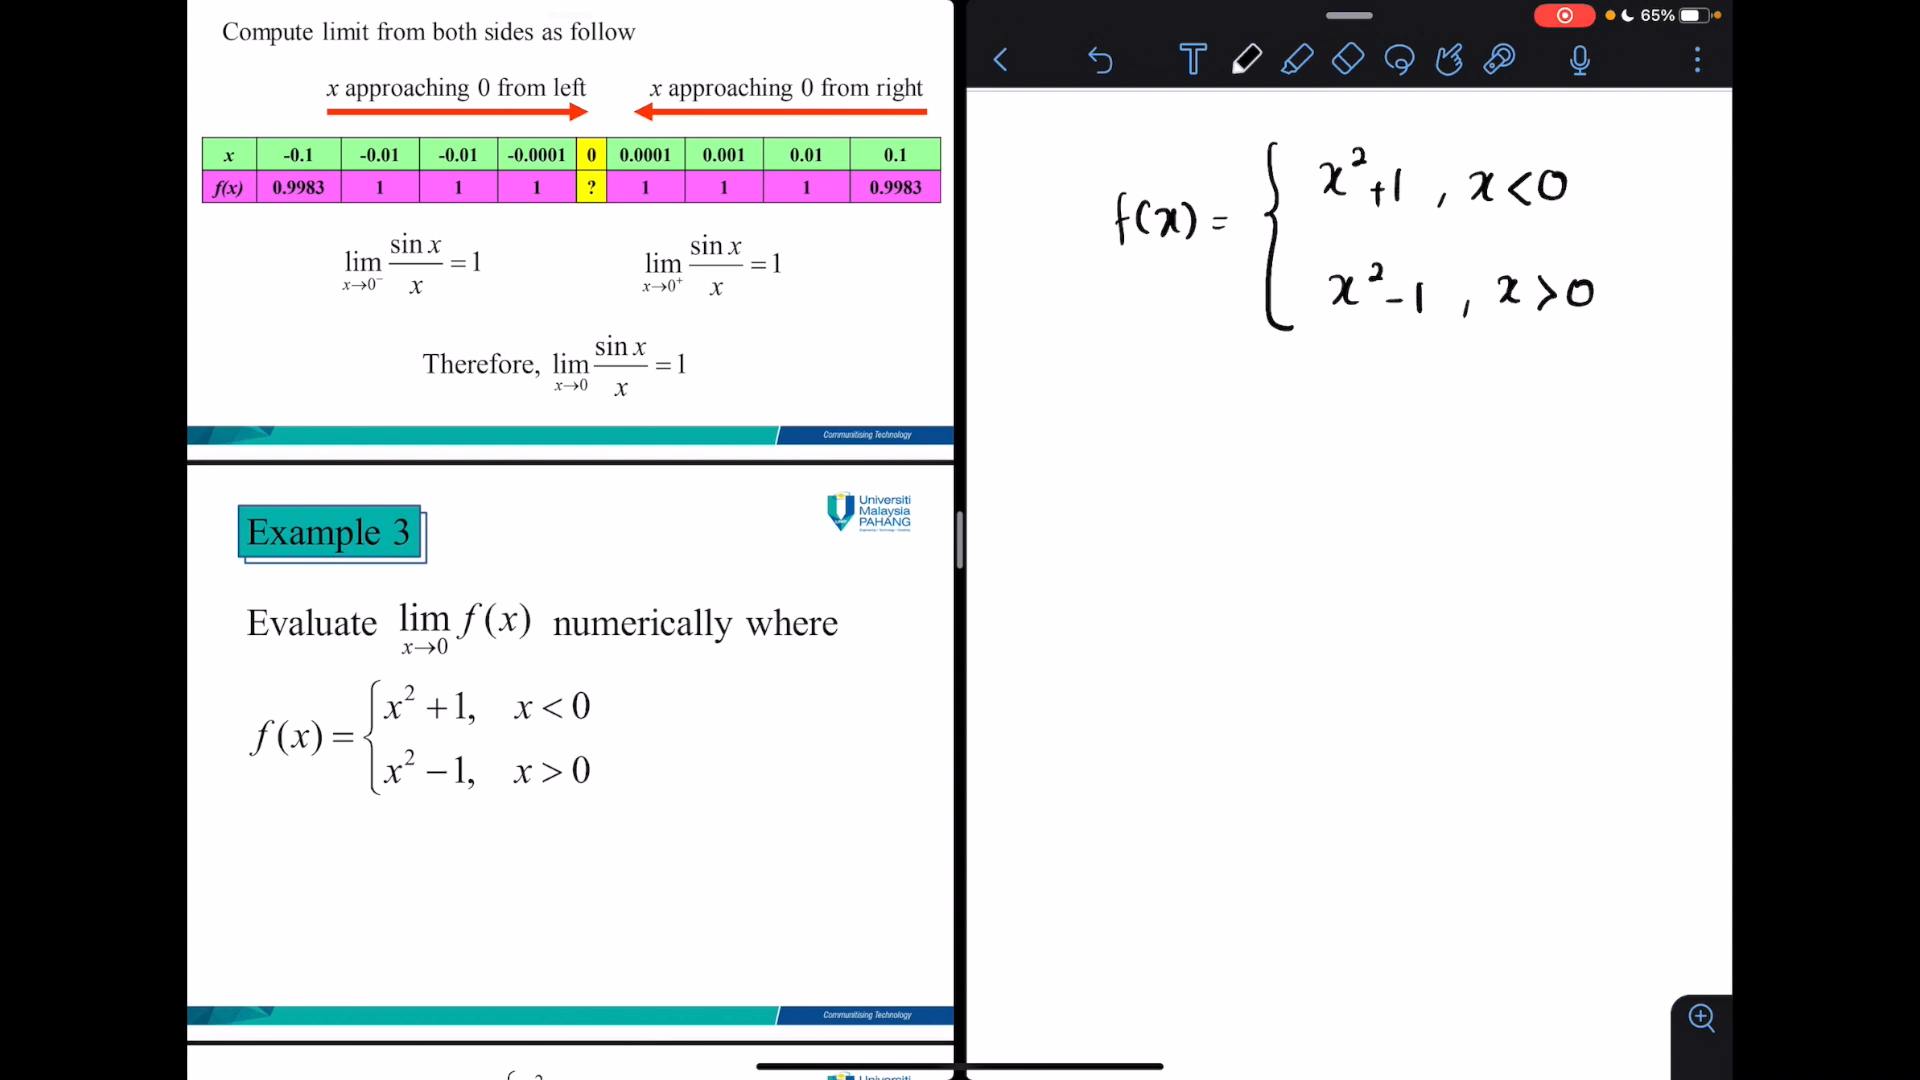 Compute limit from both sides as follow
x approaching 0 from left x approaching 0 from right
x -0.1 -0.01 -0.01 -0.0001 0 0.0001 0.001 0.01 0.1
f(x) 0.9983 1 1 1 ? 1 1 1 0.9983
lim x→0⁻ sin x / x = 1 lim x→0⁺ sin x / x = 1
Therefore, lim x→0 sin x / x = 1
Communitising Technology
Example 3
Universiti
Malaysia
PAHANG
Evaluate lim x→0 f(x) numerically where
f(x) = { x² + 1, x < 0
x² − 1, x > 0
Communitising Technology
Universiti
65%
f(x) = { x² + 1 , x < 0
x² − 1 , x > 0